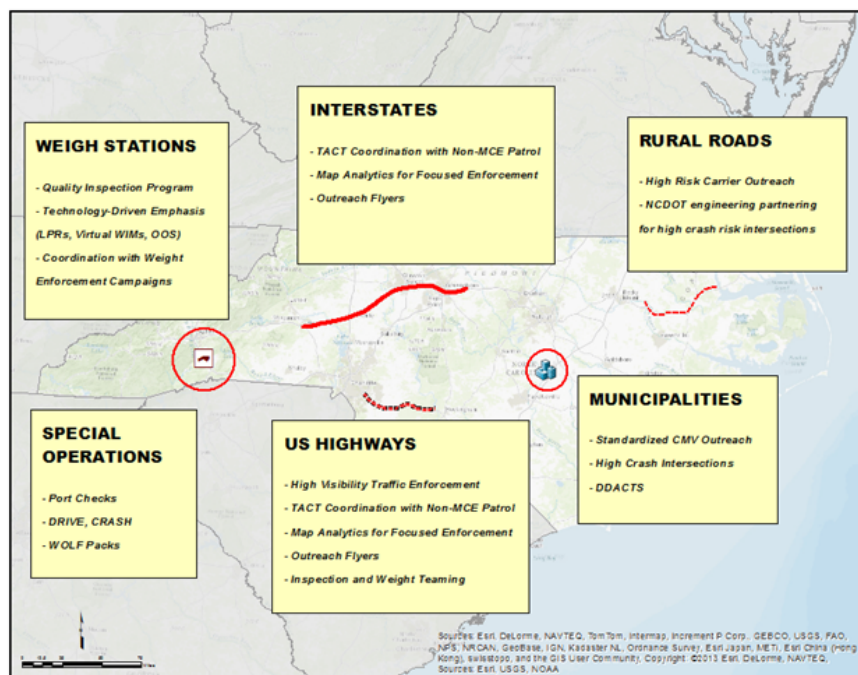 INTERSTATES
- TACT Coordination with Non-MCE Patrol
- Map Analytics for Focused Enforcement
- Outreach Flyers
WEIGH STATIONS
- Quality Inspection Program
- Technology-Driven Emphasis
(LPRs, Virtual WIMs, OOS)
- Coordination with Weight
Enforcement Campaigns
RURAL ROADS
- High Risk Carrier Outreach
- NCDOT engineering partnering
for high crash risk intersections
PIEDMONT
MUNICIPALITIES
- Standardized CMV Outreach
- High Crash Intersections
- DDACTS
SPECIAL
OPERATIONS
- Port Checks
- DRIVE, CRASH
- WOLF Packs
US HIGHWAYS
- High Visibility Traffic Enforcement
- TACT Coordination with Non-MCE Patrol
- Map Analytics for Focused Enforcement
- Outreach Flyers
- Inspection and Weight Teaming
Sources: Esri, DeLorme, NAVTEQ, TomTom, Intermap, increment P Corp., GEBCO, USGS, FAO,
NPS, NRCAN, GeoBase, IGN, Kadaster NL, Ordnance Survey, Esri Japan, METI, Esri China (Hong
Kong), swisstopo, and the GIS User Community, Copyright: ©2013 Esri, DeLorme, NAVTEQ,
Sources: Esri, USGS, NOAA